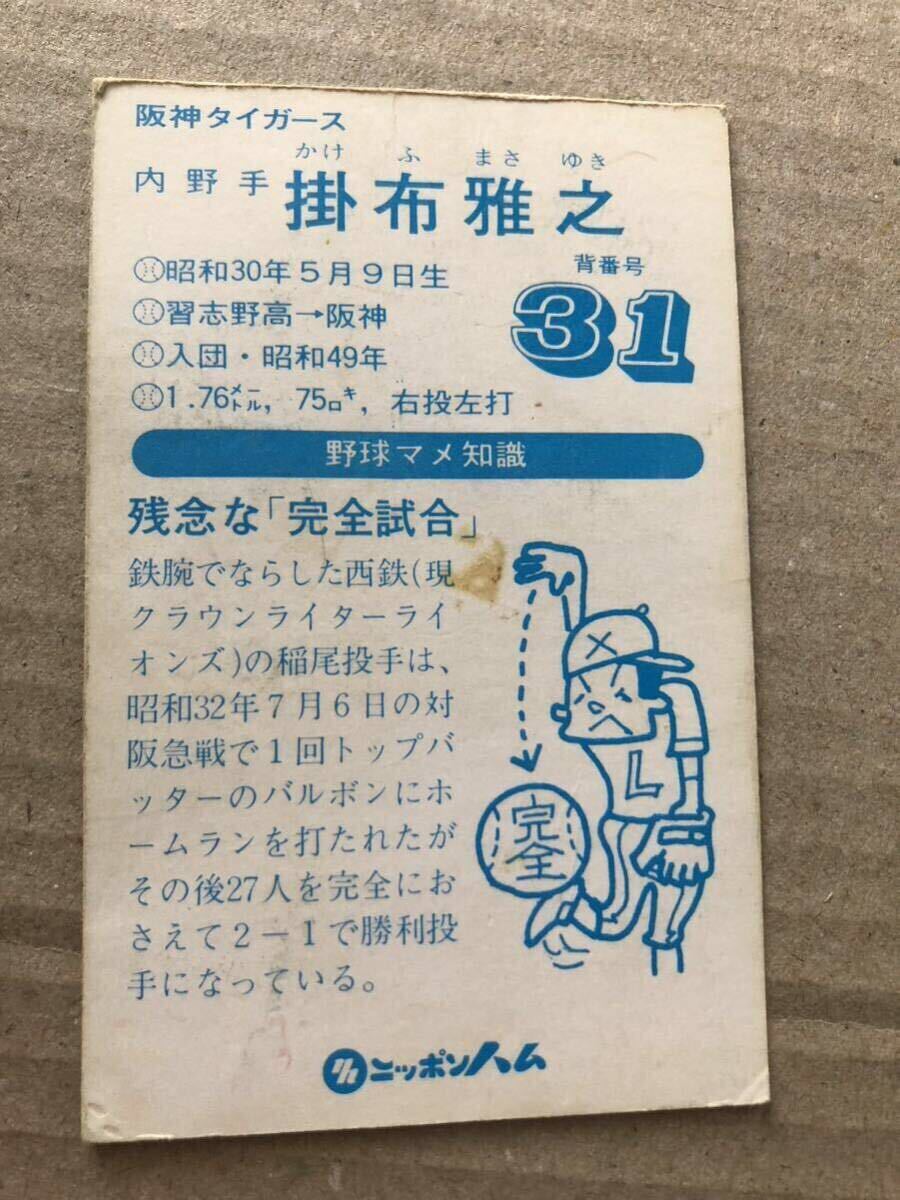 阪神タイガース
かけ ふ まさ ゆき
内野手 掛布雅之
昭和30年5月9日生
背番号
31
習志野高→阪神
入団・昭和49年
1.76メートル, 75キロ, 右投左打
野球マメ知識
残念な「完全試合」
鉄腕でならした西鉄(現
クラウンライターライ
オンズ)の稲尾投手は、
昭和32年7月6日の対
阪急戦で1回トップバ
ッターのバルボンにホ
ームランを打たれたが
その後27人を完全にお
さえて2−1で勝利投
手になっている。
L
完全
ニッポンハム